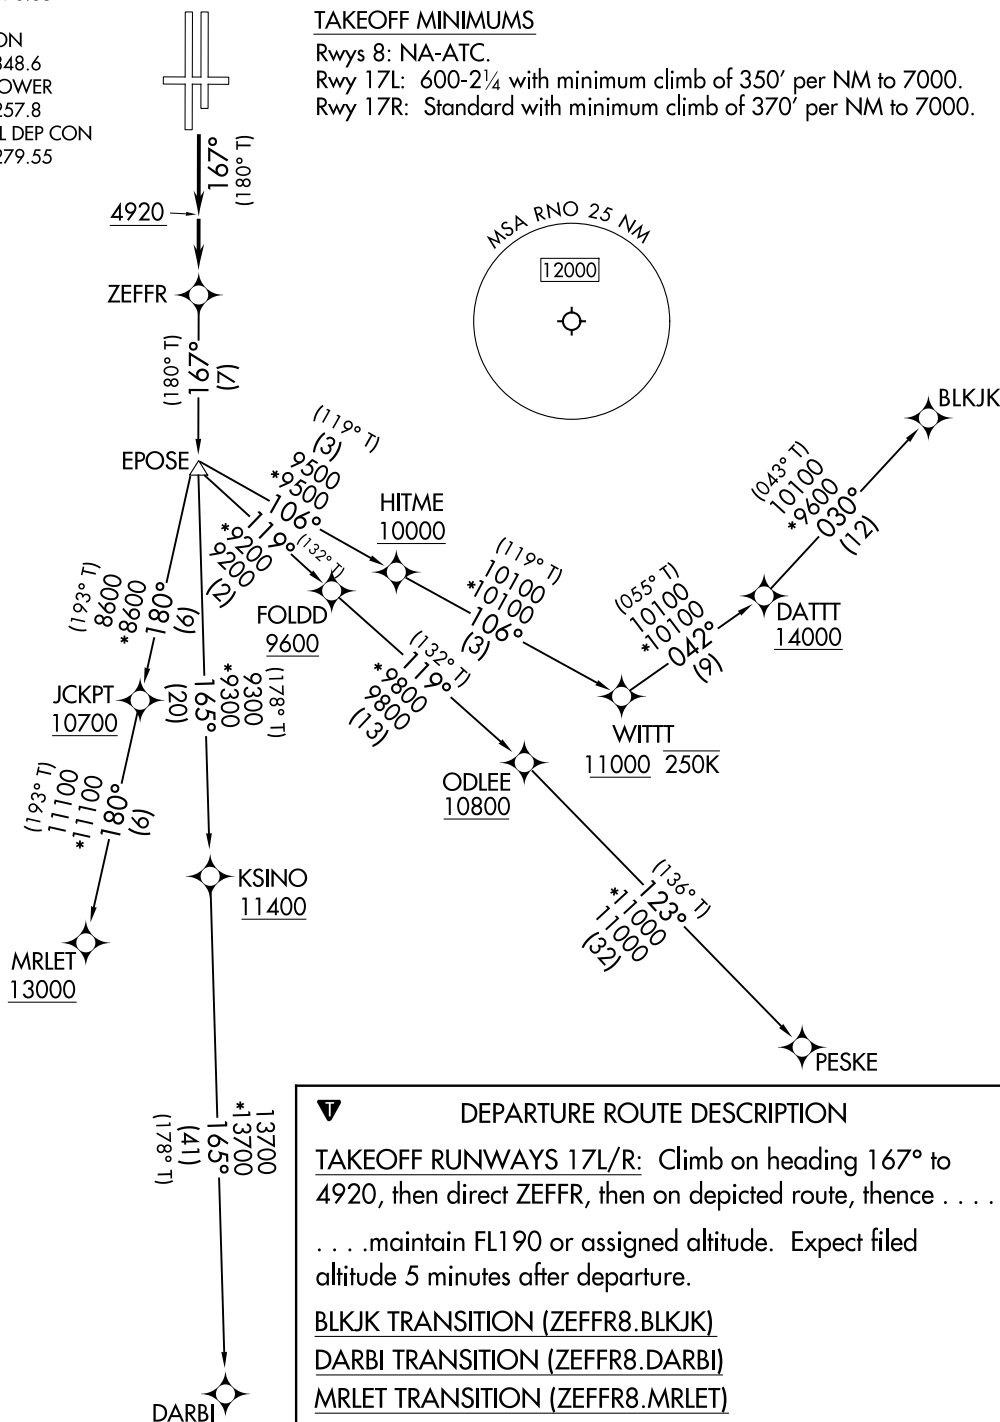 ON
348.6
OWER
257.8
L DEP CON
279.55
TAKEOFF MINIMUMS
Rwys 8: NA-ATC.
Rwy 17L: 600-2¼ with minimum climb of 350' per NM to 7000.
Rwy 17R: Standard with minimum climb of 370' per NM to 7000.
167°
(180° T)
4920
ZEFFR
167°
(180° T)
(7)
EPOSE
MSA RNO 25 NM
12000
BLKJK
(043° T)
10100
*9600
030°
(12)
(119° T)
(3)
9500
*9500
106°
HITME
10000
119°
(132° T)
*9200
9200
(2)
FOLDD
9600
(119° T)
10100
*10100
106°
(3)
(055° T)
10100
*10100
042°
(9)
DATTT
14000
WITTT
11000 250K
(193° T)
8600
*8600
180°
(9)
JCKPT
10700
(178° T)
9300
*9300
165°
(20)
(132° T)
119°
*9800
9800
(13)
ODLEE
10800
(193° T)
11100
*11100
180°
(9)
MRLET
13000
KSINO
11400
(136° T)
123°
*11000
11000
(32)
PESKE
13700
*13700
165°
(41)
(178° T)
DARBI
T
DEPARTURE ROUTE DESCRIPTION
TAKEOFF RUNWAYS 17L/R: Climb on heading 167° to
4920, then direct ZEFFR, then on depicted route, thence . . . .
. . . .maintain FL190 or assigned altitude. Expect filed
altitude 5 minutes after departure.
BLKJK TRANSITION (ZEFFR8.BLKJK)
DARBI TRANSITION (ZEFFR8.DARBI)
MRLET TRANSITION (ZEFFR8.MRLET)